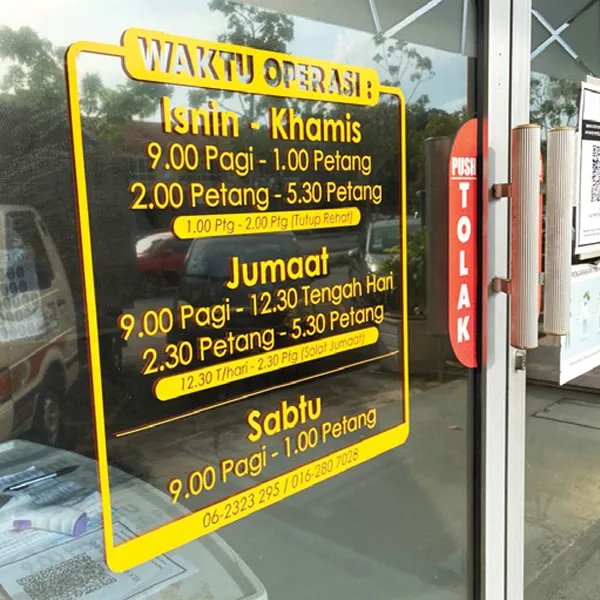 WAKTU OPERASI :
Isnin - Khamis
9.00 Pagi - 1.00 Petang
2.00 Petang - 5.30 Petang
1.00 Ptg - 2.00 Ptg (Tutup Rehat)
Jumaat
9.00 Pagi - 12.30 Tengah Hari
2.30 Petang - 5.30 Petang
12.30 T/hari - 2.30 Ptg (Solat Jumaat)
Sabtu
9.00 Pagi - 1.00 Petang
06-2323 295 / 016-280 7028
PUSH
TOLAK